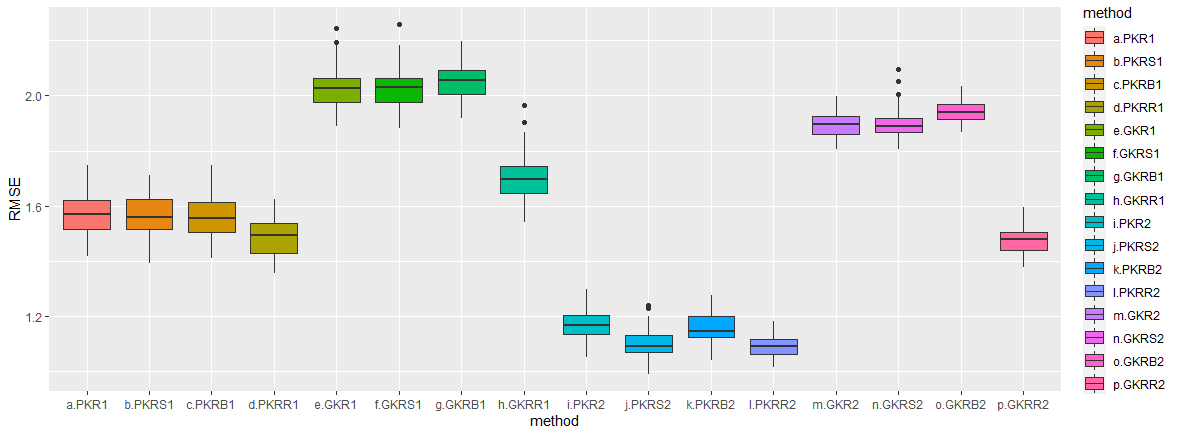 method
a.PKR1
b.PKRS1
c.PKRB1
d.PKRR1
e.GKR1
f.GKRS1
g.GKRB1
h.GKRR1
i.PKR2
j.PKRS2
k.PKRB2
l.PKRR2
m.GKR2
n.GKRS2
o.GKRB2
p.GKRR2
RMSE
2.0
1.6
1.2
a.PKR1 b.PKRS1 c.PKRB1 d.PKRR1 e.GKR1 f.GKRS1 g.GKRB1 h.GKRR1 i.PKR2 j.PKRS2 k.PKRB2 l.PKRR2 m.GKR2 n.GKRS2 o.GKRB2 p.GKRR2
method